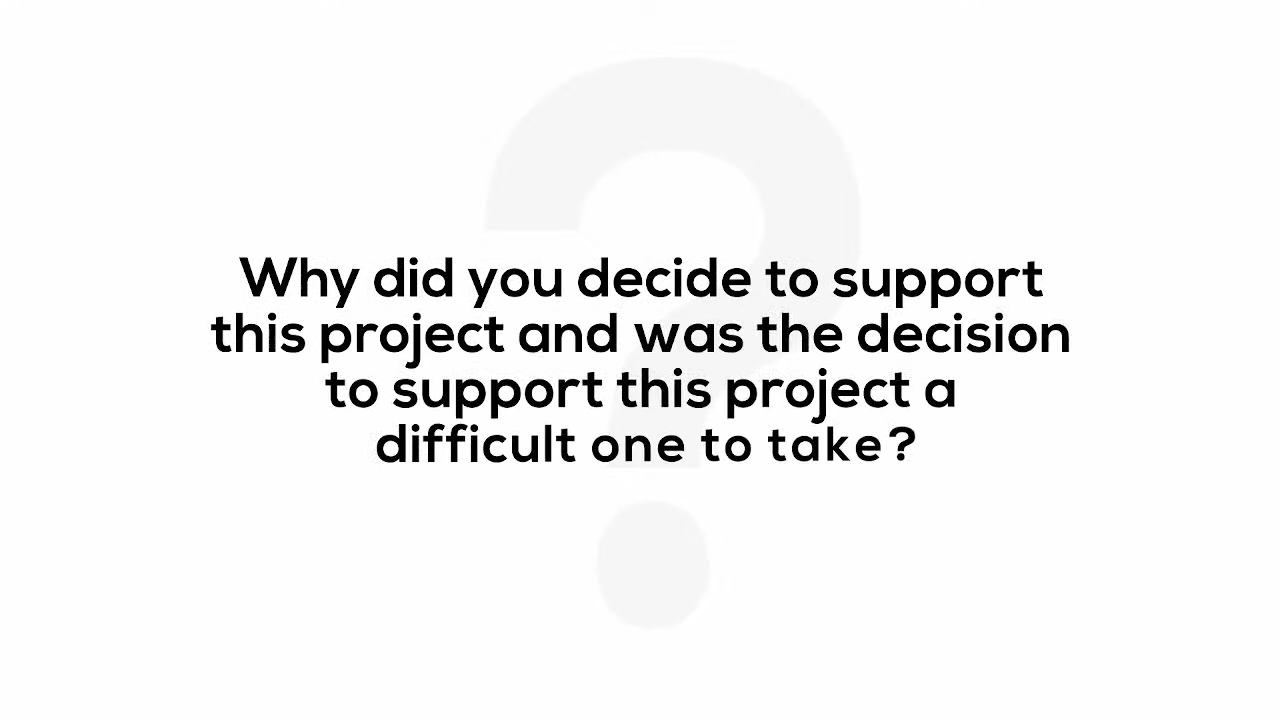 Why did you decide to support
this project and was the decision
to support this project a
difficult one to take?